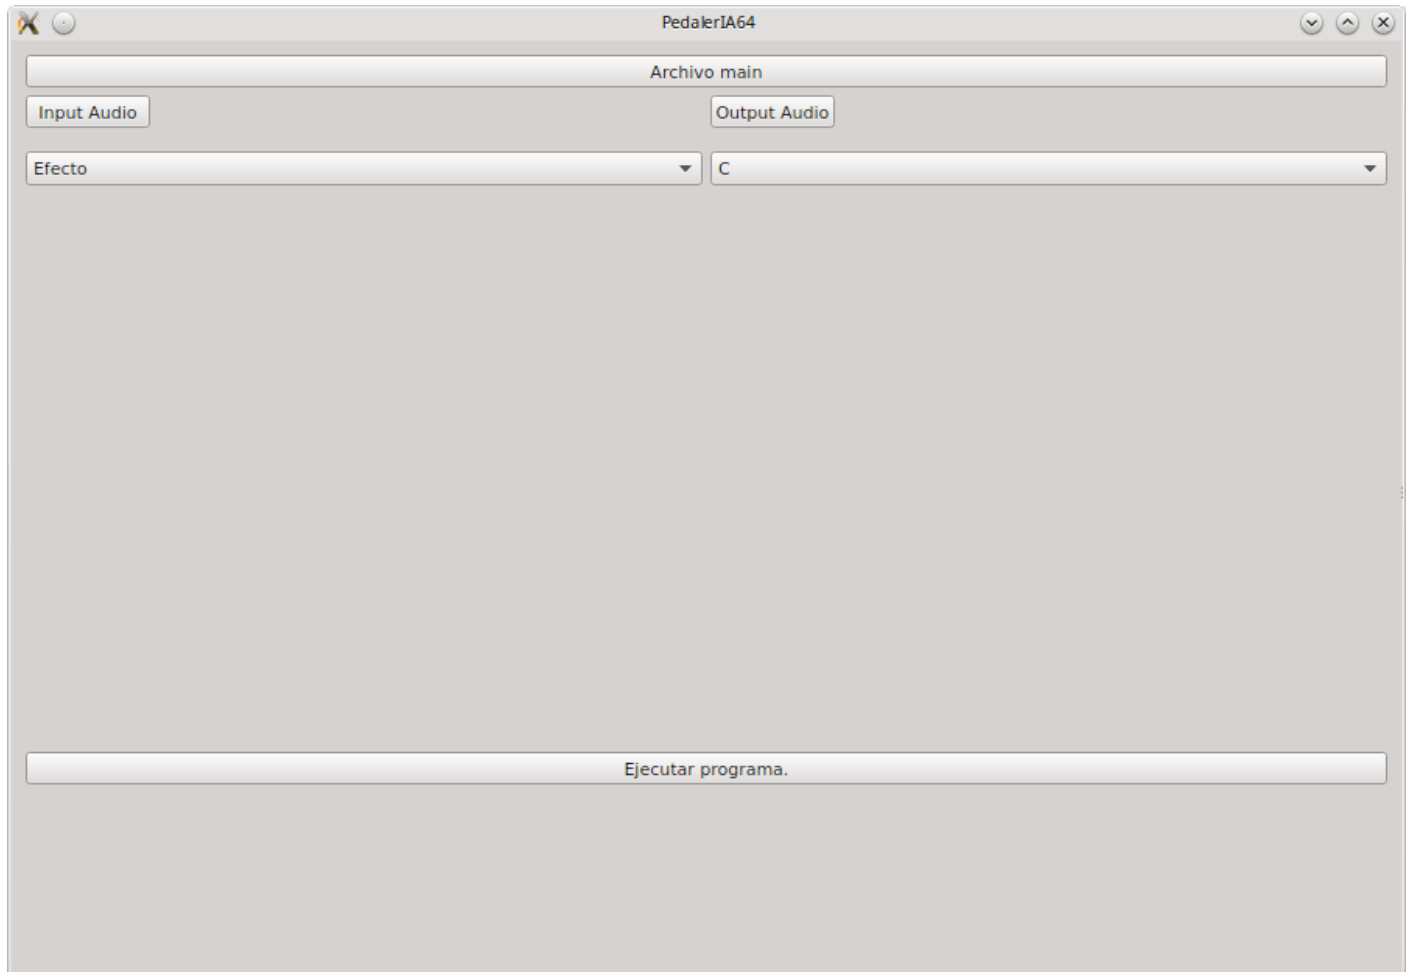 PedalerIA64
Archivo main
Input Audio
Output Audio
Efecto
C
Ejecutar programa.